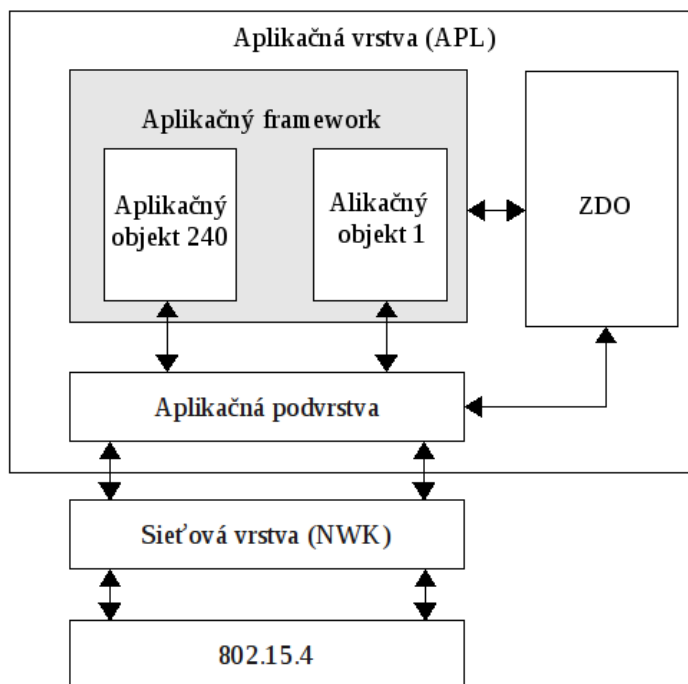 Aplikačná vrstva (APL)
Aplikačný framework
Aplikačný
objekt 240
Alikačný
objekt 1
ZDO
Aplikačná podvrstva
Sieťová vrstva (NWK)
802.15.4